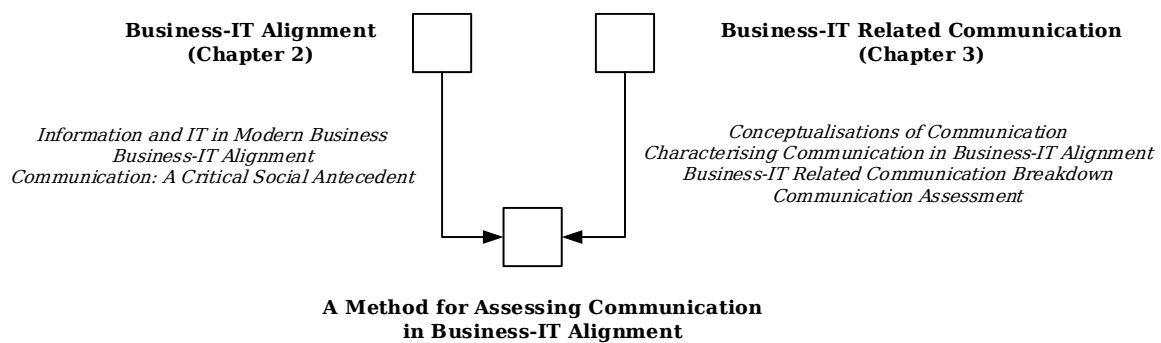 Business-IT Alignment
(Chapter 2)
Information and IT in Modern Business
Business-IT Alignment
Communication: A Critical Social Antecedent
Business-IT Related Communication
(Chapter 3)
Conceptualisations of Communication
Characterising Communication in Business-IT Alignment
Business-IT Related Communication Breakdown
Communication Assessment
A Method for Assessing Communication
in Business-IT Alignment